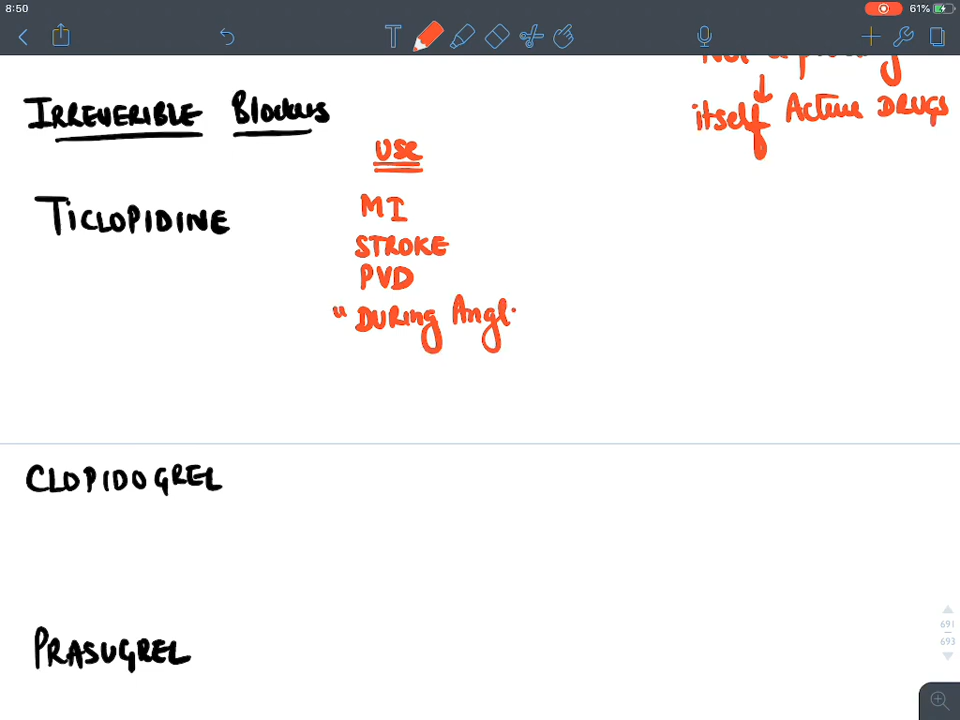 8:50
61%
T
itself Active DRUGS
IRREVERIBLE Blockers
USE
MI
TICLOPIDINE
STROKE
PVD
"DURING Angl.
CLOPIDOGREL
691
693
PRASUGREL